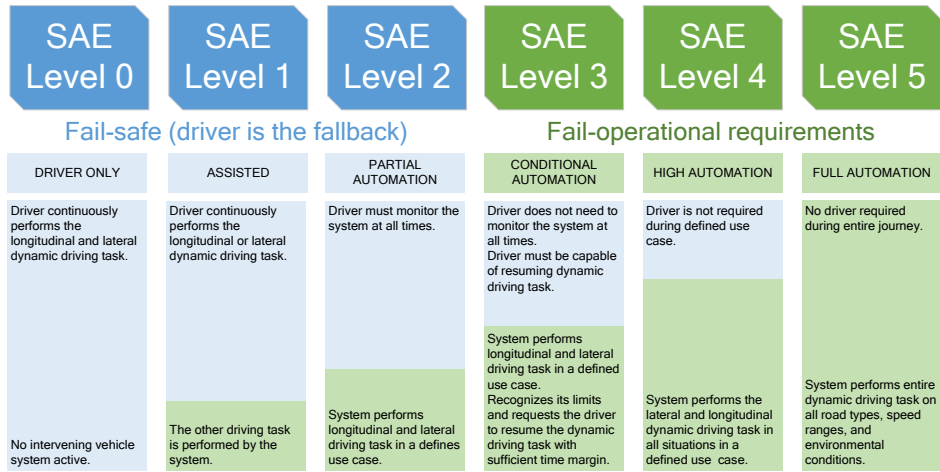 SAE
Level 0
SAE
Level 1
SAE
Level 2
SAE
Level 3
SAE
Level 4
SAE
Level 5
Fail-safe (driver is the fallback)
Fail-operational requirements
DRIVER ONLY
Driver continuously
performs the
longitudinal and lateral
dynamic driving task.
No intervening vehicle
system active.
ASSISTED
Driver continuously
performs the
longitudinal or lateral
dynamic driving task.
The other driving task
is performed by the
system.
PARTIAL
AUTOMATION
Driver must monitor the
system at all times.
System performs
longitudinal and lateral
driving task in a defines
use case.
CONDITIONAL
AUTOMATION
Driver does not need to
monitor the system at
all times.
Driver must be capable
of resuming dynamic
driving task.
System performs
longitudinal and lateral
driving task in a defined
use case.
Recognizes its limits
and requests the driver
to resume the dynamic
driving task with
sufficient time margin.
HIGH AUTOMATION
Driver is not required
during defined use
case.
System performs the
lateral and longitudinal
dynamic driving task in
all situations in a
defined use case.
FULL AUTOMATION
No driver required
during entire journey.
System performs entire
dynamic driving task on
all road types, speed
ranges, and
environmental
conditions.